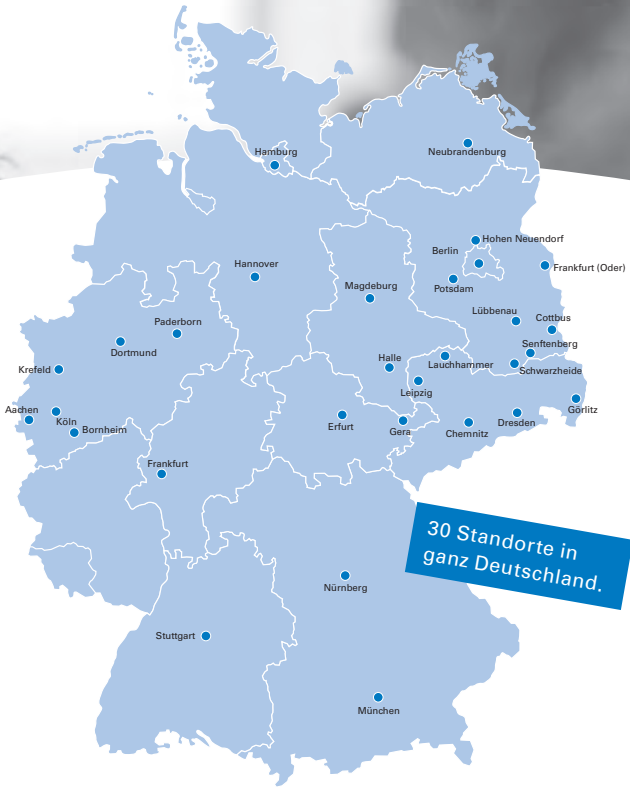 Hamburg
Neubrandenburg
Hohen Neuendorf
Berlin
Hannover
Frankfurt (Oder)
Potsdam
Magdeburg
Lübbenau
Cottbus
Paderborn
Senftenberg
Dortmund
Halle
Lauchhammer
Schwarzheide
Krefeld
Leipzig
Aachen
Görlitz
Köln
Bornheim
Erfurt
Gera
Chemnitz
Dresden
Frankfurt
30 Standorte in
ganz Deutschland.
Nürnberg
Stuttgart
München